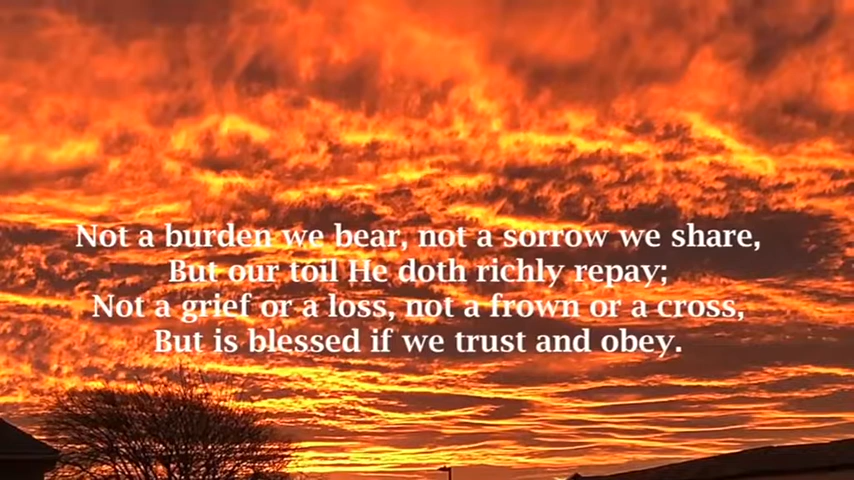 Not a burden we bear, not a sorrow we share,
But our toil He doth richly repay;
Not a grief or a loss, not a frown or a cross,
But is blessed if we trust and obey.